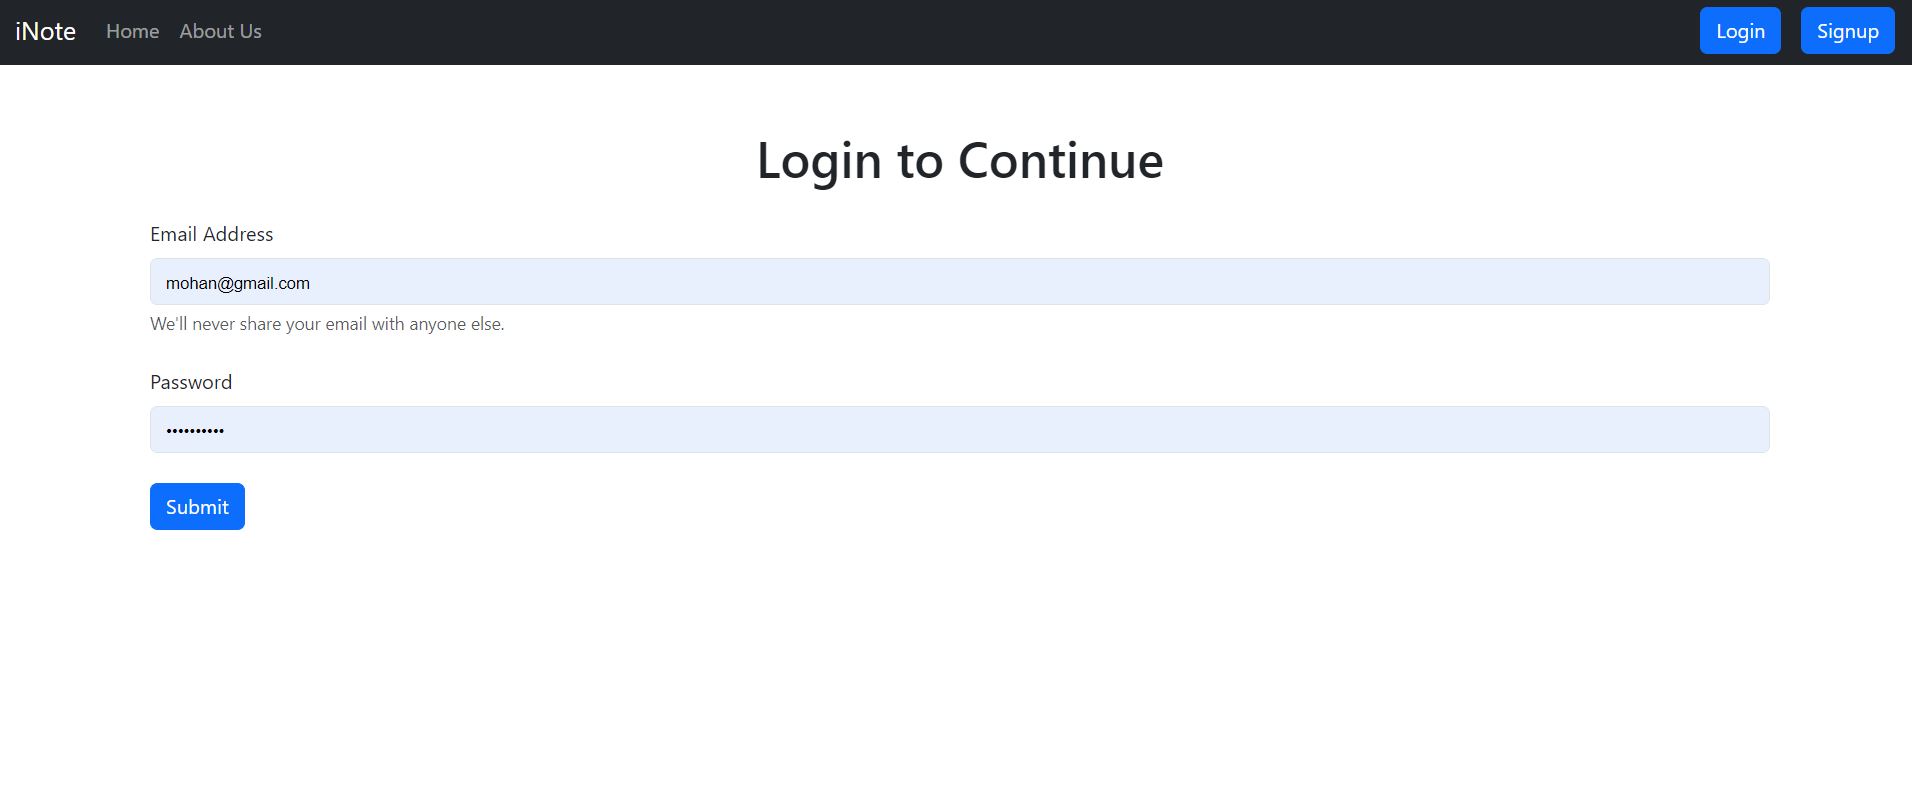 iNote Home About Us Login Signup
Login to Continue
Email Address
mohan@gmail.com
We'll never share your email with anyone else.
Password
••••••••••
Submit